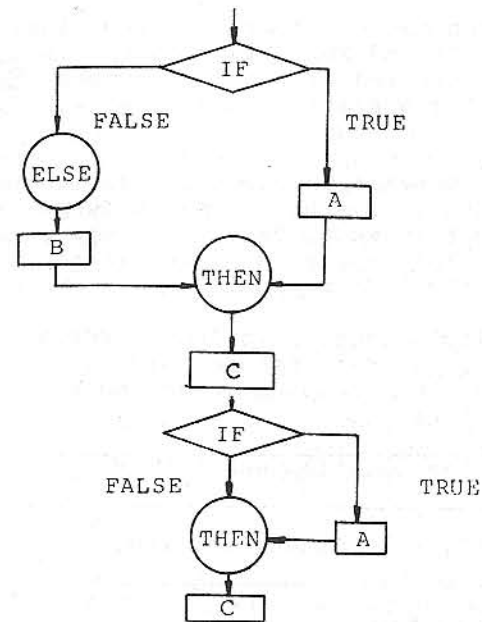 IF
FALSE
TRUE
ELSE
A
B
THEN
C
IF
FALSE
TRUE
THEN
A
C